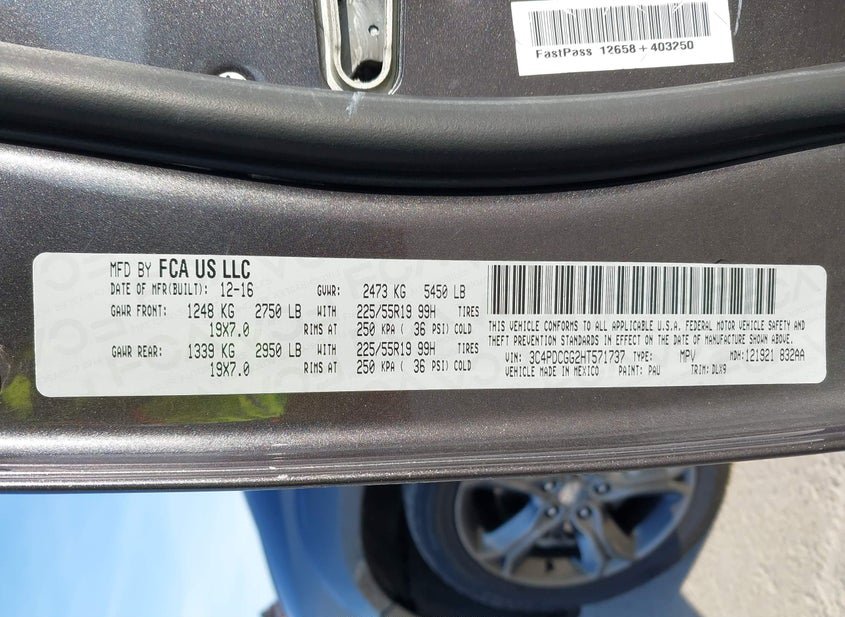 FastPass 12658+403250
MFD BY FCA US LLC
DATE OF MFR(BUILT): 12-16 GVWR: 2473 KG 5450 LB
GAWR FRONT: 1248 KG 2750 LB WITH 225/55R19 99H TIRES
19X7.0 RIMS AT 250 KPA ( 36 PSI) COLD
GAWR REAR: 1339 KG 2950 LB WITH 225/55R19 99H TIRES
19X7.0 RIMS AT 250 KPA ( 36 PSI) COLD
THIS VEHICLE CONFORMS TO ALL APPLICABLE U.S.A. FEDERAL MOTOR VEHICLE SAFETY AND
THEFT PREVENTION STANDARDS IN EFFECT ON THE DATE OF MANUFACTURE SHOWN ABOVE.
VIN: 3C4PDCGG2HT571737 TYPE: MPV MDH:121921 832AA
VEHICLE MADE IN MEXICO PAINT: PAU TRIM: DLX9